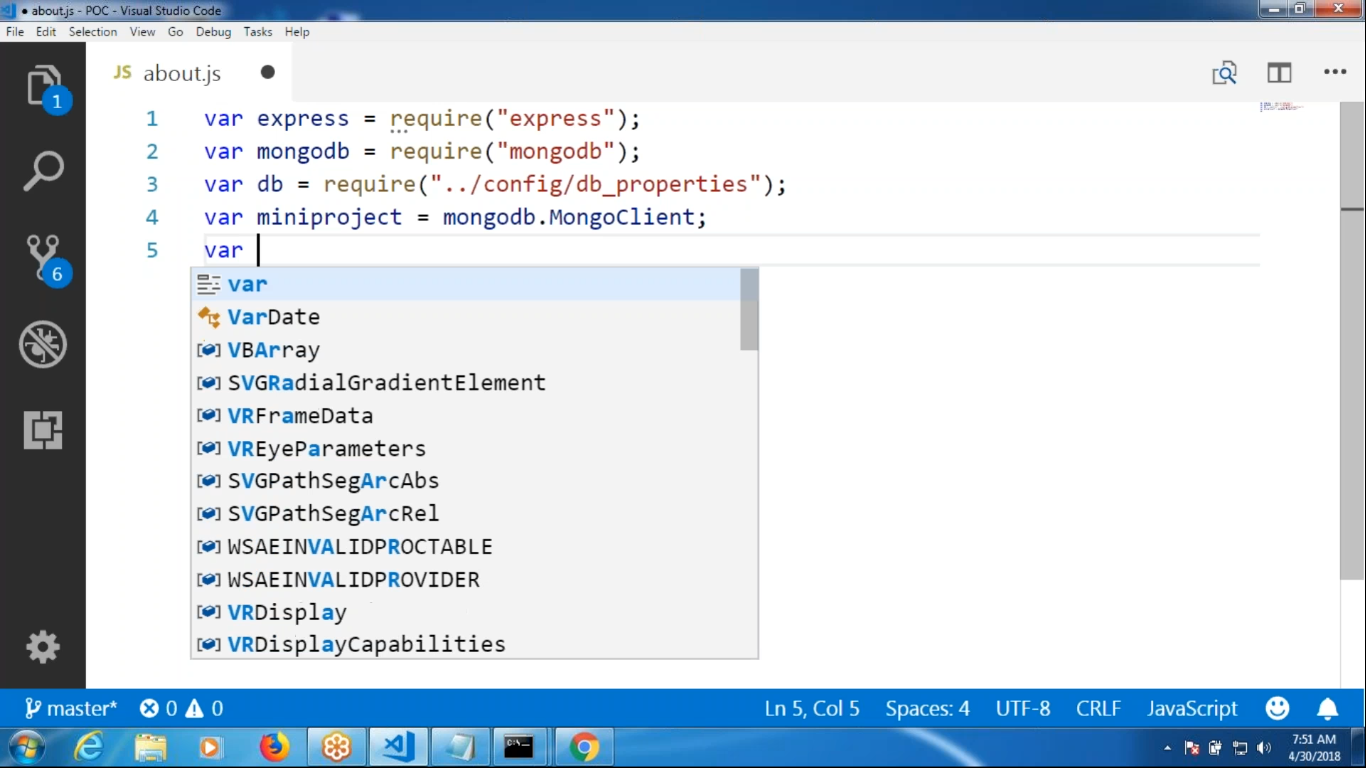 ● about.js - POC - Visual Studio Code
File Edit Selection View Go Debug Tasks Help
JS about.js
1
1 var express = require("express");
2 var mongodb = require("mongodb");
3 var db = require("../config/db_properties");
4 var miniproject = mongodb.MongoClient;
5 var
6
var
VarDate
VBArray
SVGRadialGradientElement
VRFrameData
VREyeParameters
SVGPathSegArcAbs
SVGPathSegArcRel
WSAEINVALIDPROCTABLE
WSAEINVALIDPROVIDER
VRDisplay
VRDisplayCapabilities
master* 0 0 Ln 5, Col 5 Spaces: 4 UTF-8 CRLF JavaScript
7:51 AM
4/30/2018